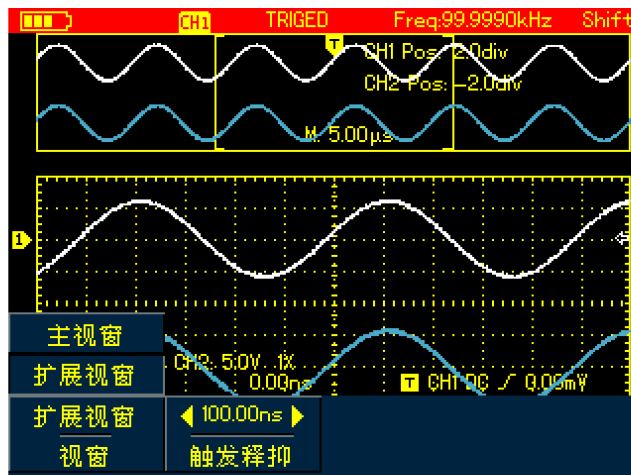 CH1 TRIGED Freq:99.9990kHz Shift
T
CH1 Pos: 2.0div
CH2 Pos: -2.0div
M: 5.00μs
1
主视窗
扩展视窗
CH2: 5.0V 1X
0.00ns
T CH1 DC / 0.00mV
扩展视窗
100.00ns
视窗
触发释抑